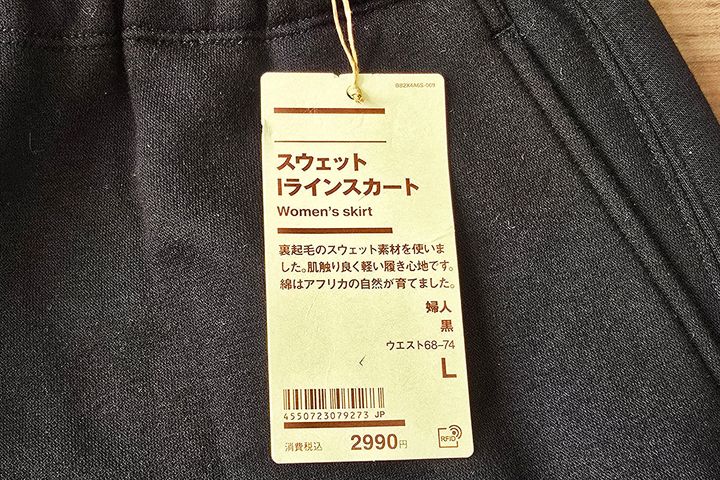 BB2X4A6S-009
スウェット
Iラインスカート
Women's skirt
裏起毛のスウェット素材を使いま
した。肌触り良く軽い履き心地です。
綿はアフリカの自然が育てました。
婦人
黒
ウエスト68–74
L
4550723079273 JP
消費税込 2990円
RFID